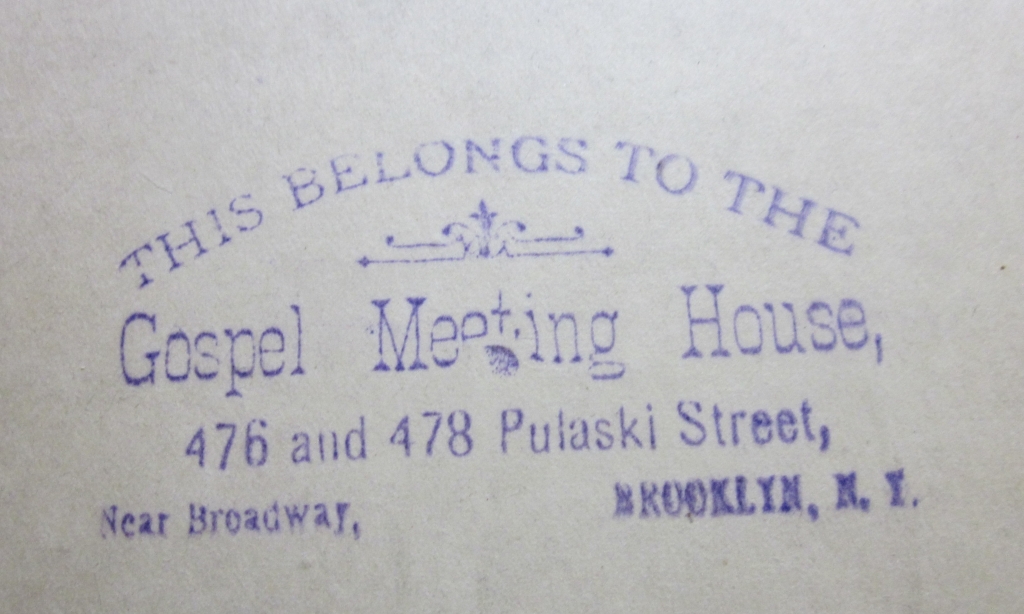 THIS BELONGS TO THE
Gospel Meeting House,
476 and 478 Pulaski Street,
Near Broadway, BROOKLYN, N. Y.